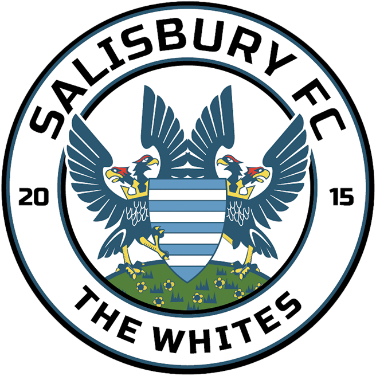 SALISBURY FC
20 15
THE WHITES